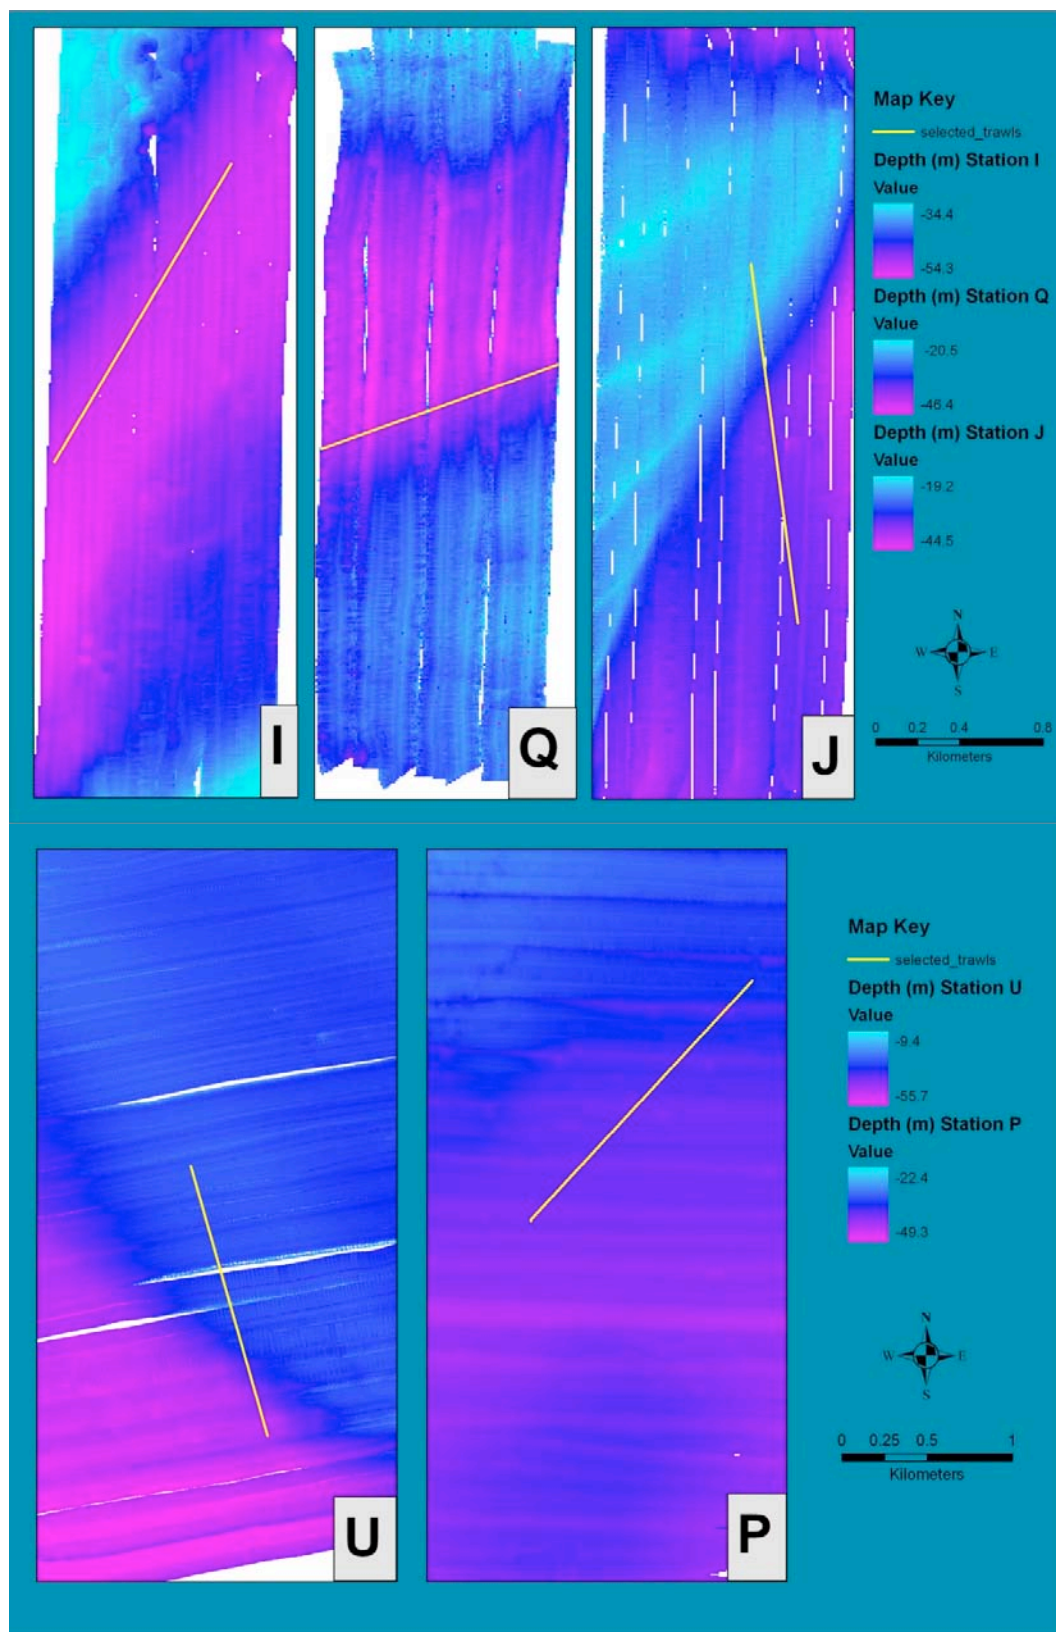 Map Key
selected_trawls
Depth (m) Station I
Value
-34.4
-54.3
Depth (m) Station Q
Value
-20.5
-46.4
Depth (m) Station J
Value
-19.2
-44.5
N
W E
S
0 0.2 0.4 0.8
Kilometers
I
Q
J
Map Key
selected_trawls
Depth (m) Station U
Value
-9.4
-55.7
Depth (m) Station P
Value
-22.4
-49.3
N
W E
S
0 0.25 0.5 1
Kilometers
U
P